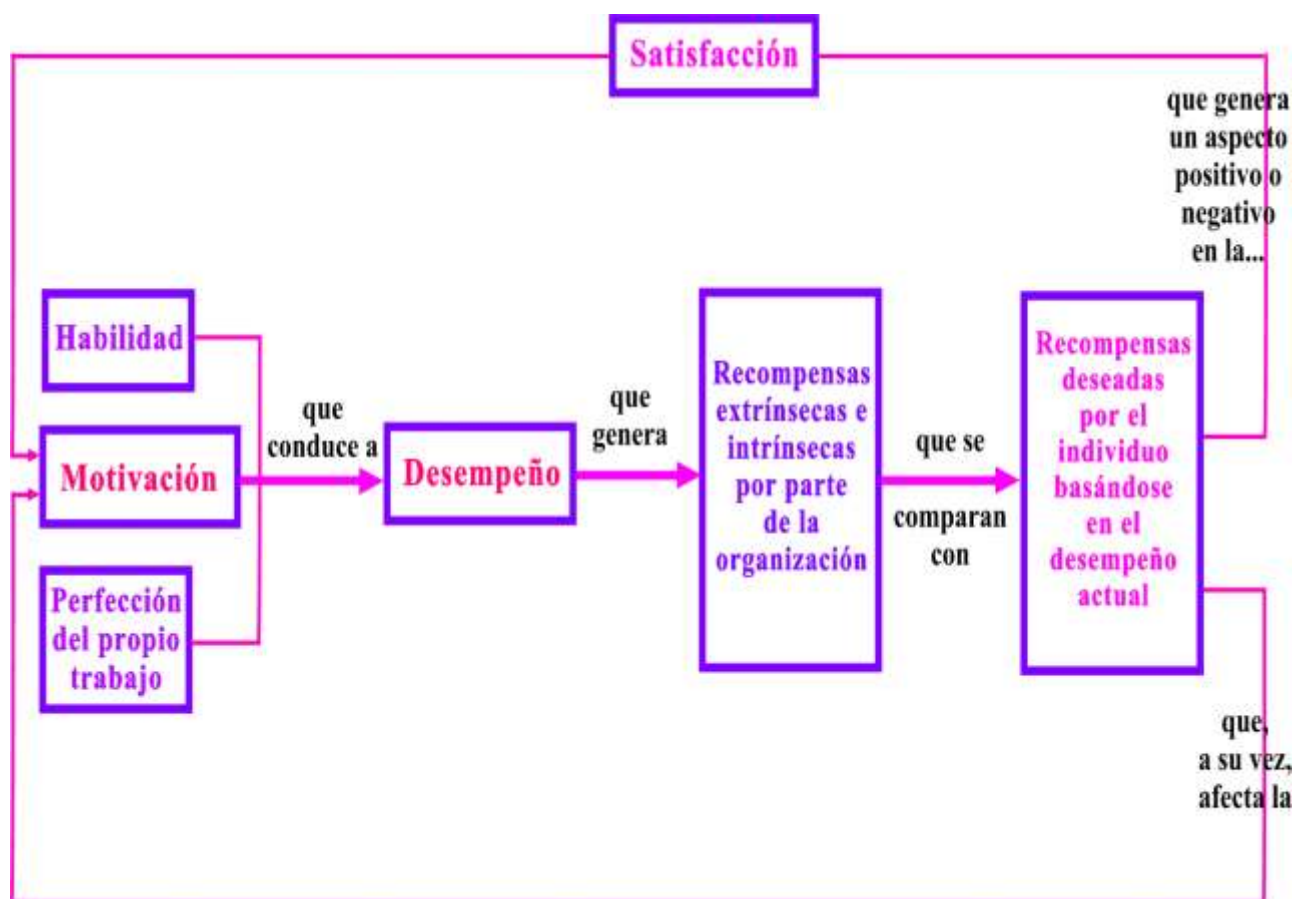 Satisfacción
que genera
un aspecto
positivo o
negativo
en la...
Habilidad
que
conduce a
Motivación
Perfección
del propio
trabajo
Desempeño
que
genera
Recompensas
extrínsecas e
intrínsecas
por parte
de la
organización
que se
comparan
con
Recompensas
deseadas
por el
individuo
basándose
en el
desempeño
actual
que,
a su vez,
afecta la